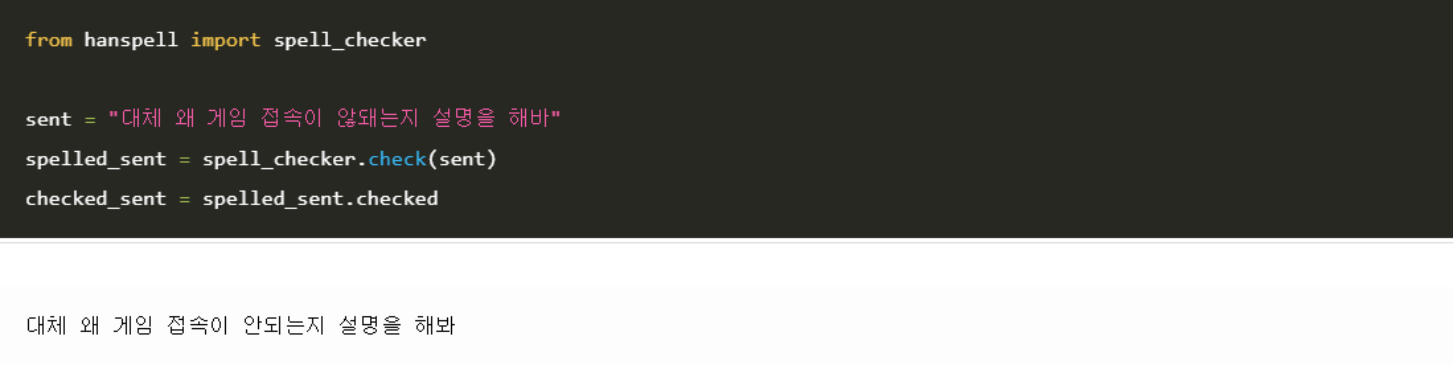 from hanspell import spell_checker
sent = "대체 왜 게임 접속이 않돼는지 설명을 해바"
spelled_sent = spell_checker.check(sent)
checked_sent = spelled_sent.checked
대체 왜 게임 접속이 안되는지 설명을 해봐